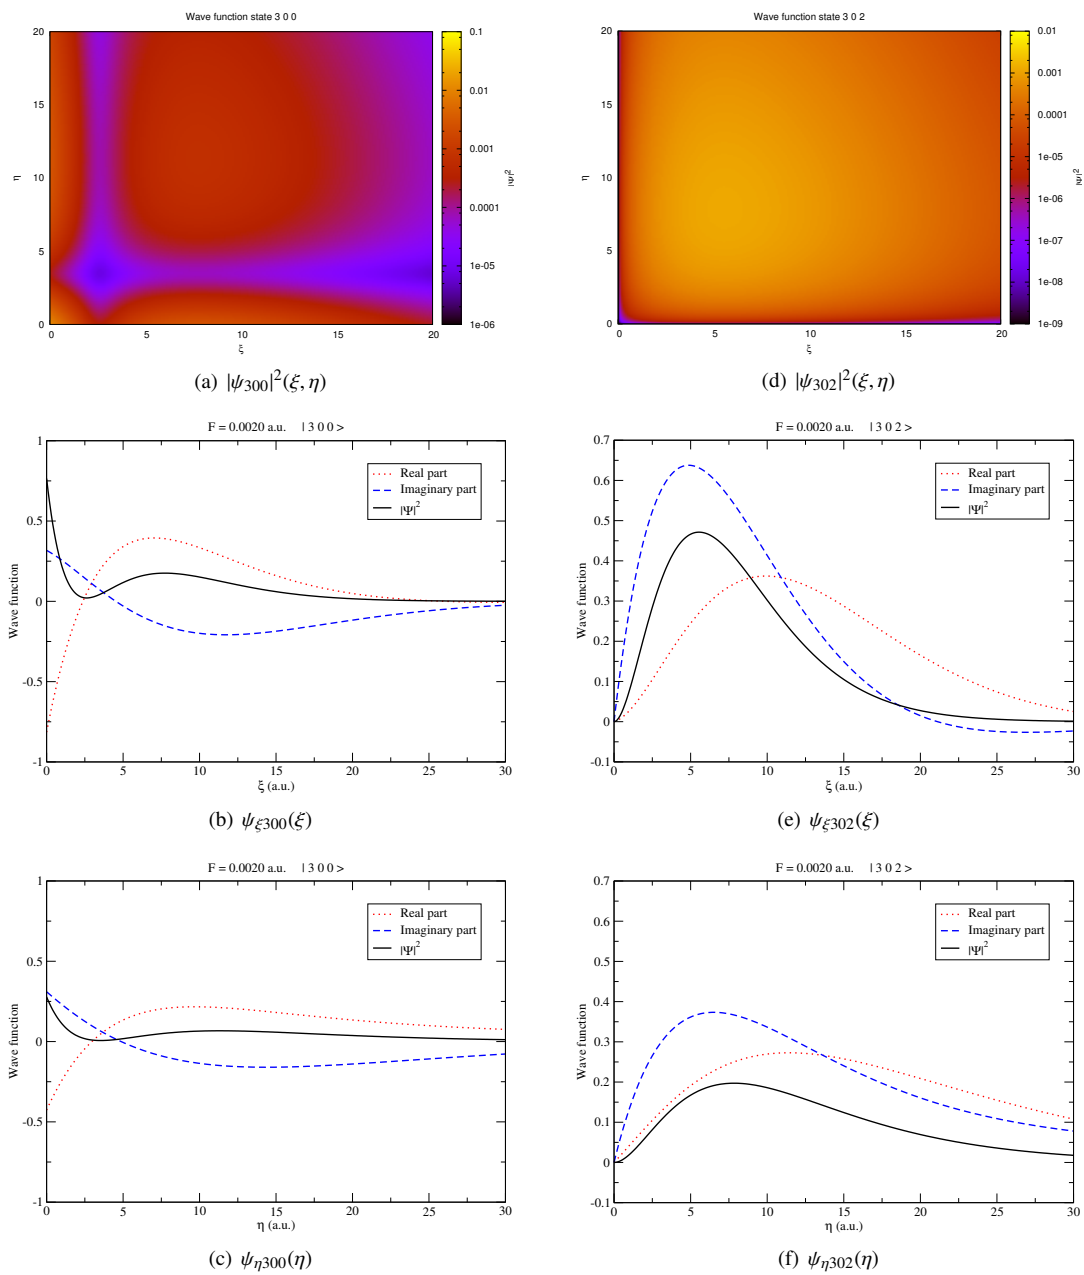 Wave function state 3 0 0
20
15
10
5
0
η
0 5 10 15 20
ξ
0.1
0.01
0.001
0.0001
1e-05
1e-06
|Ψ|²
(a) |ψ₃₀₀|²(ξ, η)
Wave function state 3 0 2
20
15
10
5
0
η
0 5 10 15 20
ξ
0.01
0.001
0.0001
1e-05
1e-06
1e-07
1e-08
1e-09
|Ψ|²
(d) |ψ₃₀₂|²(ξ, η)
F = 0.0020 a.u. | 3 0 0 >
1
0.5
0
-0.5
-1
Wave function
Real part
Imaginary part
|Ψ|²
0 5 10 15 20 25 30
ξ (a.u.)
(b) ψξ300(ξ)
F = 0.0020 a.u. | 3 0 2 >
0.7
0.6
0.5
0.4
0.3
0.2
0.1
0
-0.1
Wave function
Real part
Imaginary part
|Ψ|²
0 5 10 15 20 25 30
ξ (a.u.)
(e) ψξ302(ξ)
F = 0.0020 a.u. | 3 0 0 >
1
0.5
0
-0.5
-1
Wave function
Real part
Imaginary part
|Ψ|²
0 5 10 15 20 25 30
η (a.u.)
(c) ψη300(η)
F = 0.0020 a.u. | 3 0 2 >
0.7
0.6
0.5
0.4
0.3
0.2
0.1
0
-0.1
Wave function
Real part
Imaginary part
|Ψ|²
0 5 10 15 20 25 30
η (a.u.)
(f) ψη302(η)